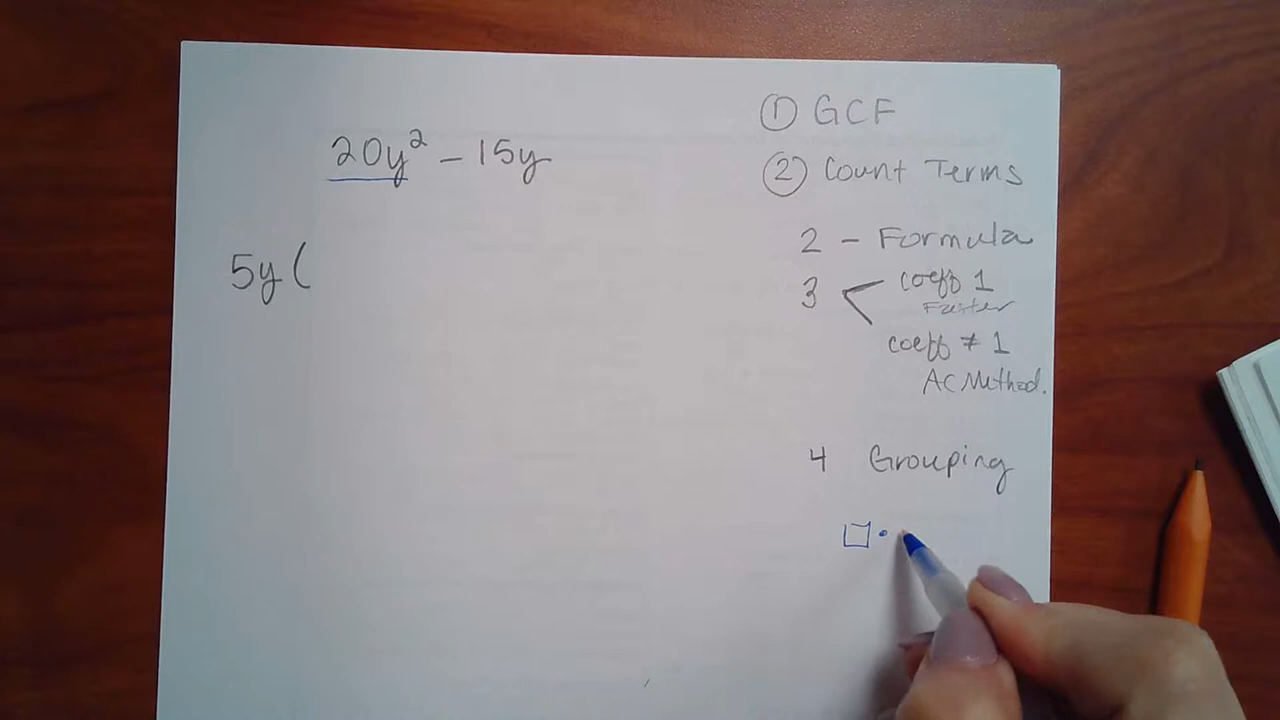 20y² – 15y
5y (
① GCF
② Count Terms
2 – Formula
3 < coeff 1
Faster
coeff ≠ 1
AC Method.
4 Grouping
□ •